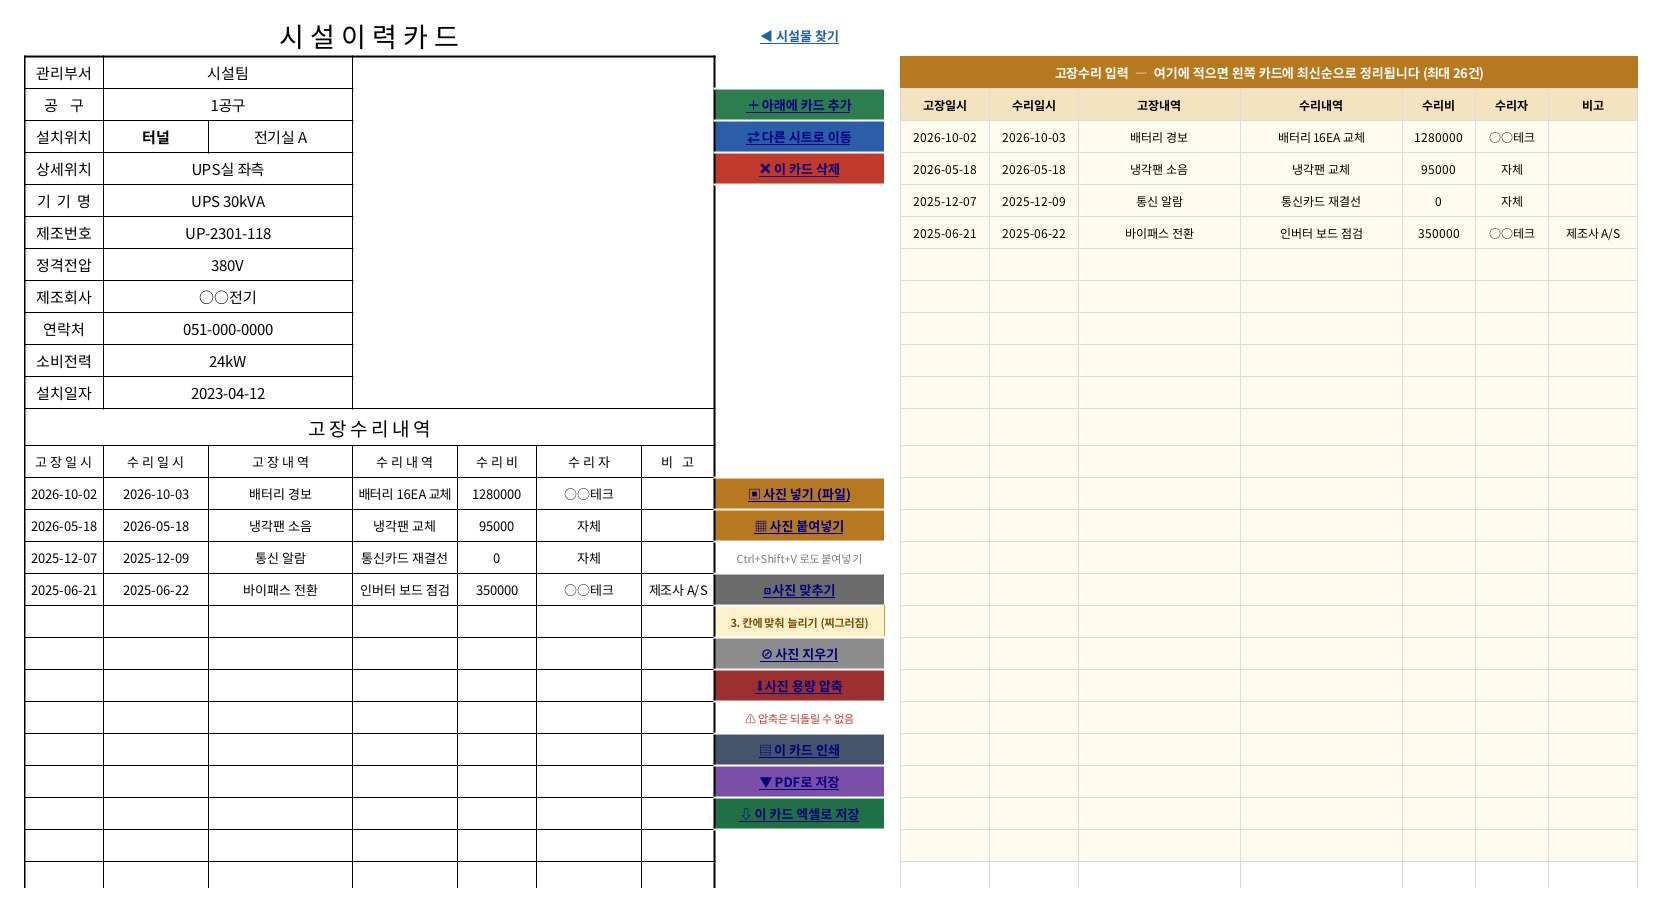 시설이력카드
◀ 시설물 찾기
고장수리 입력 — 여기에 적으면 왼쪽 카드에 최신순으로 정리됩니다 (최대 26건)
관리부서 시설팀
공 구 1공구
설치위치 터널 전기실 A
상세위치 UPS실 좌측
기 기 명 UPS 30kVA
제조번호 UP-2301-118
정격전압 380V
제조회사 〇〇전기
연락처 051-000-0000
소비전력 24kW
설치일자 2023-04-12
고장수리내역
고장일시 수리일시 고장내역 수리내역 수리비 수리자 비 고
2026-10-02 2026-10-03 배터리 경보 배터리 16EA 교체 1280000 〇〇테크
2026-05-18 2026-05-18 냉각팬 소음 냉각팬 교체 95000 자체
2025-12-07 2025-12-09 통신 알람 통신카드 재결선 0 자체
2025-06-21 2025-06-22 바이패스 전환 인버터 보드 점검 350000 〇〇테크 제조사 A/S
＋ 아래에 카드 추가
⇄ 다른 시트로 이동
✖ 이 카드 삭제
▣ 사진 넣기 (파일)
▦ 사진 붙여넣기
Ctrl+Shift+V 로도 붙여넣기
⊡ 사진 맞추기
3. 칸에 맞춰 늘리기 (찌그러짐)
⊘ 사진 지우기
⬇ 사진 용량 압축
⚠ 압축은 되돌릴 수 없음
▤ 이 카드 인쇄
▼ PDF로 저장
⇩ 이 카드 엑셀로 저장
고장일시 수리일시 고장내역 수리내역 수리비 수리자 비고
2026-10-02 2026-10-03 배터리 경보 배터리 16EA 교체 1280000 〇〇테크
2026-05-18 2026-05-18 냉각팬 소음 냉각팬 교체 95000 자체
2025-12-07 2025-12-09 통신 알람 통신카드 재결선 0 자체
2025-06-21 2025-06-22 바이패스 전환 인버터 보드 점검 350000 〇〇테크 제조사 A/S